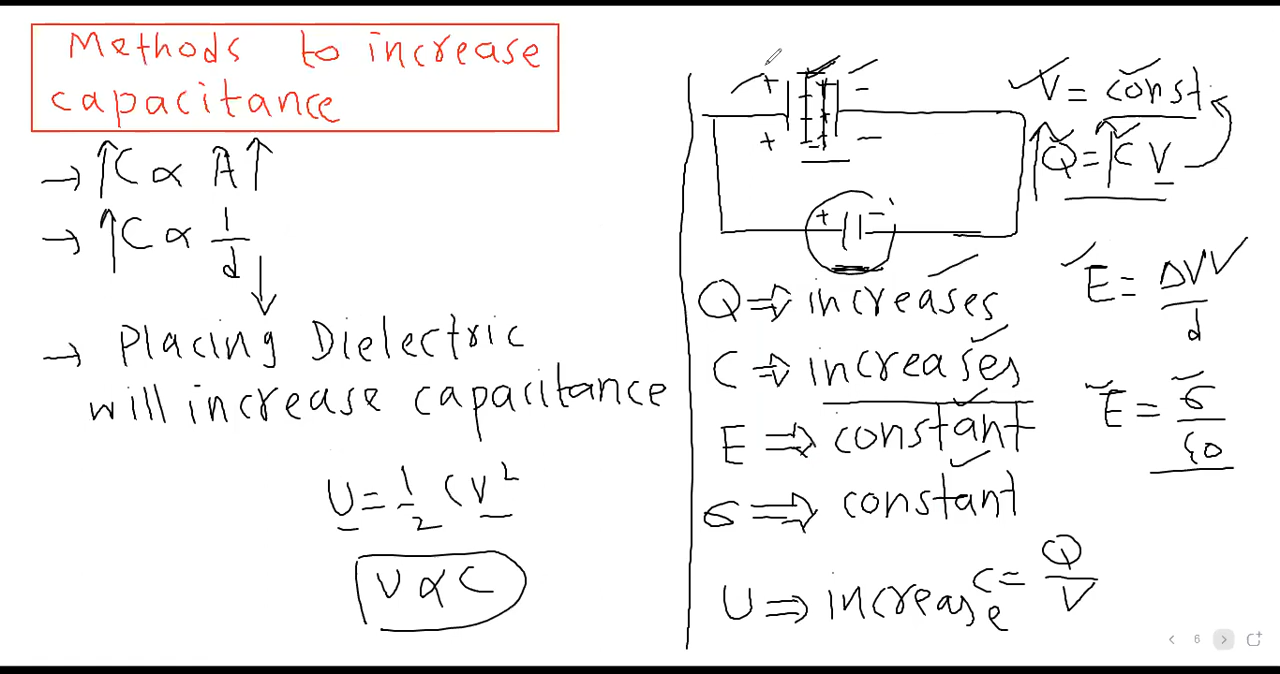 Methods to increase
capacitance
→ ↑C ∝ A↑
→ ↑C ∝ 1/d ↓
→ Placing Dielectric
will increase capacitance
U = 1/2 CV²
U ∝ C
+ -
+ -
+ -
V = const
↑Q = ↑C V
Q ⇒ increases
C ⇒ increases
E ⇒ constant
σ ⇒ constant
U ⇒ increase
C = Q/V
E = ΔV/d
E = σ/ε0
6